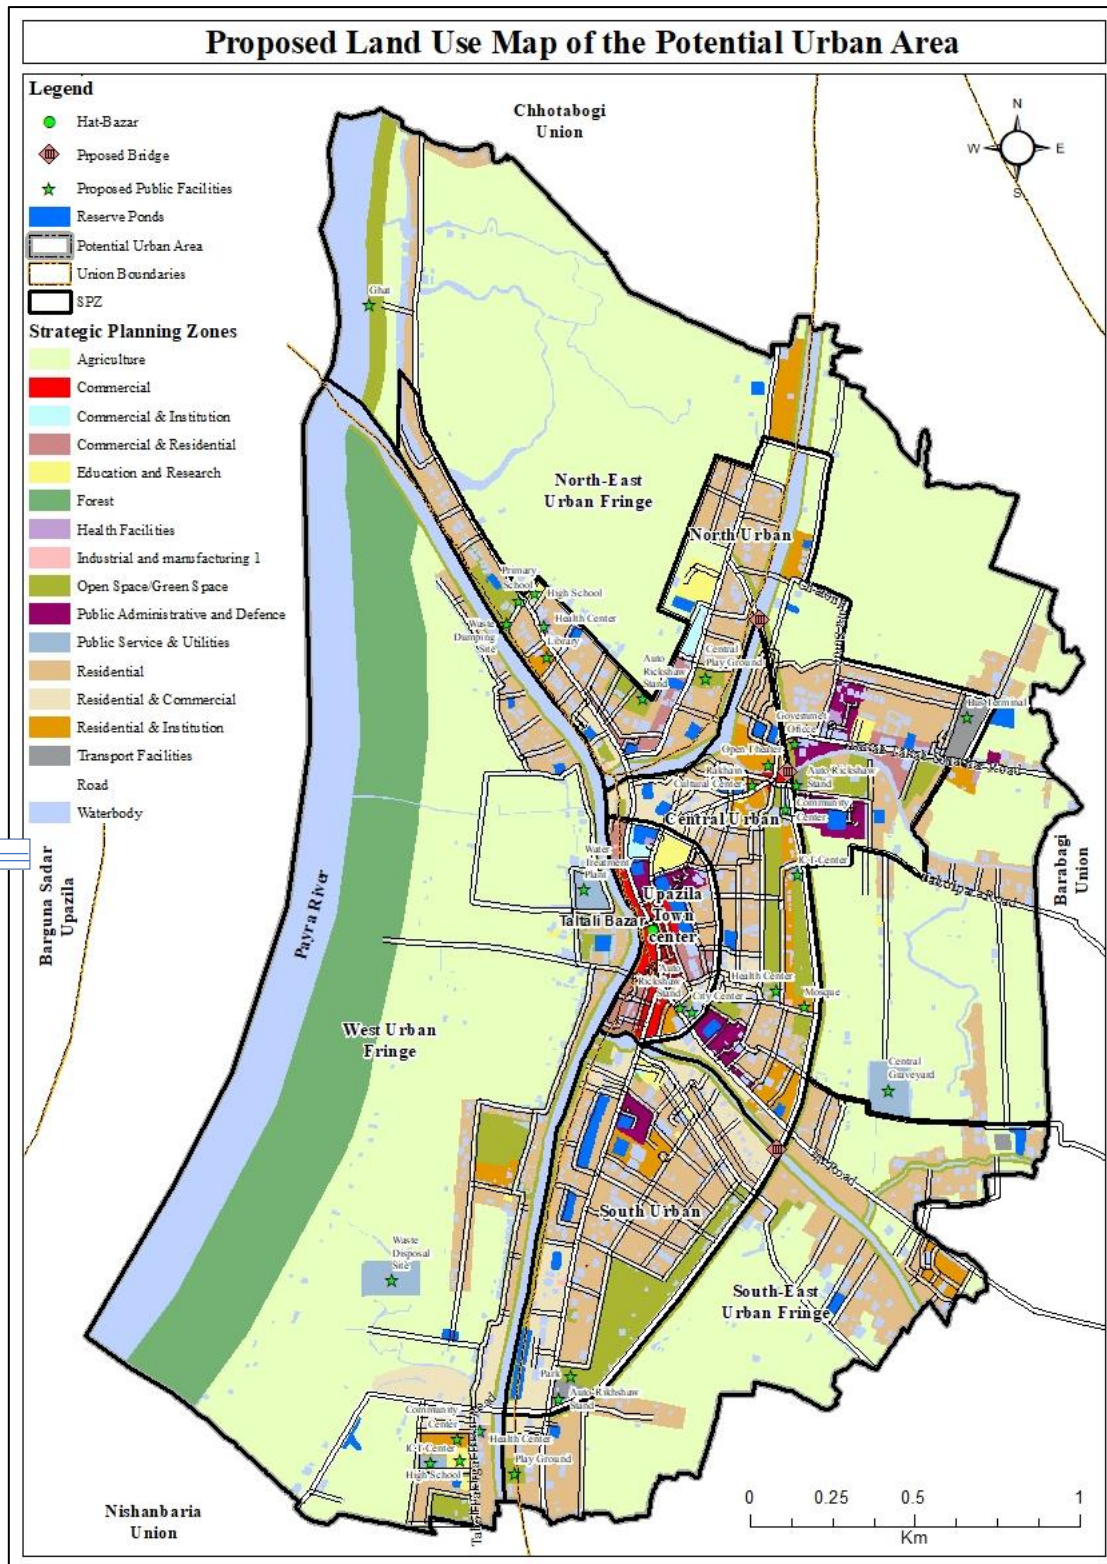 Proposed Land Use Map of the Potential Urban Area
Legend
Hat-Bazar
Prposed Bridge
Proposed Public Facilities
Reserve Ponds
Potential Urban Area
Union Boundaries
SPZ
Strategic Planning Zones
Agriculture
Commercial
Commercial & Institution
Commercial & Residential
Education and Research
Forest
Health Facilities
Industrial and manufacturing 1
Open Space/Green Space
Public Administrative and Defence
Public Service & Utilities
Residential
Residential & Commercial
Residential & Institution
Transport Facilities
Road
Waterbody
Chhotabogi
Union
N
W
E
S
Ghat
North-East
Urban Fringe
North Urban
Primary
School
High School
Waste
Dumping
Site
Health Center
Library
Auto
Rickshaw
Stand
Central
Play Ground
Bus Terminal
Open Theater
Rakhain
Cultural Center
Auto Rickshaw
Stand
Community
Center
Central Urban
ICT Center
Barabagi
Union
Water
Treatment
Plant
Upazila
Town
center
Taltali Bazar
Barguna Sadar
Upazila
Payra River
Auto
Rickshaw
Stand
City Center
Health Center
Mosque
West Urban
Fringe
Central
Graveyard
South Urban
Waste
Disposal
Site
South-East
Urban Fringe
Park
Auto-Rikhshaw
Stand
Community
Center
Health Center
ICT Center
High School
Play Ground
Nishanbaria
Union
0 0.25 0.5 1
Km